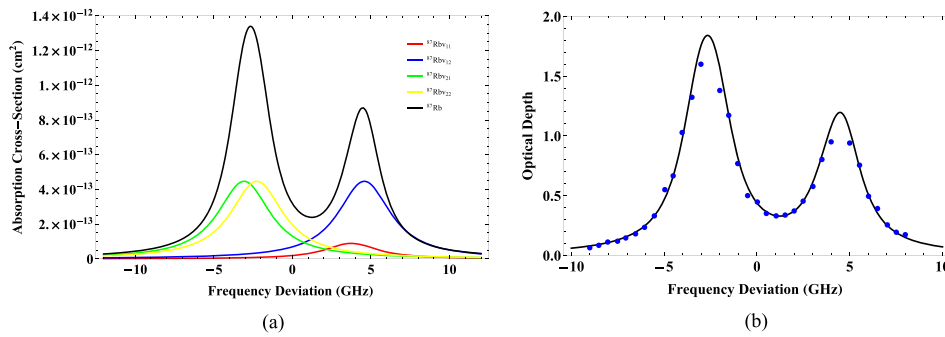 Absorption Cross−Section (cm²)
1.4×10⁻¹²
1.2×10⁻¹²
1.×10⁻¹²
8.×10⁻¹³
6.×10⁻¹³
4.×10⁻¹³
2.×10⁻¹³
0
−10 −5 0 5 10
Frequency Deviation (GHz)
⁸⁷Rbν₁₁
⁸⁷Rbν₁₂
⁸⁷Rbν₂₁
⁸⁷Rbν₂₂
⁸⁷Rb
(a)
Optical Depth
2.0
1.5
1.0
0.5
0.0
−10 −5 0 5 10
Frequency Deviation (GHz)
(b)